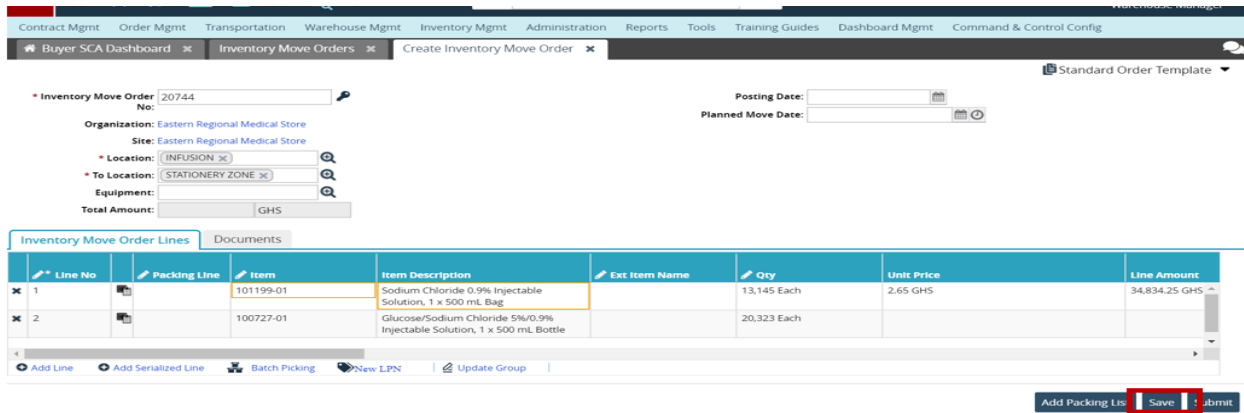 Warehouse Manager
Contract Mgmt Order Mgmt Transportation Warehouse Mgmt Inventory Mgmt Administration Reports Tools Training Guides Dashboard Mgmt Command & Control Config
Buyer SCA Dashboard Inventory Move Orders Create Inventory Move Order
Standard Order Template
* Inventory Move Order No: 20744
Posting Date:
Planned Move Date:
Organization: Eastern Regional Medical Store
Site: Eastern Regional Medical Store
* Location: INFUSION
* To Location: STATIONERY ZONE
Equipment:
Total Amount: GHS
Inventory Move Order Lines Documents
* Line No Packing Line Item Item Description Ext Item Name Qty Unit Price Line Amount
1 101199-01 Sodium Chloride 0.9% Injectable Solution, 1 x 500 mL Bag 13,145 Each 2.65 GHS 34,834.25 GHS
2 100727-01 Glucose/Sodium Chloride 5%/0.9% Injectable Solution, 1 x 500 mL Bottle 20,323 Each
Add Line Add Serialized Line Batch Picking New LPN Update Group
Add Packing Lis Save ubmit